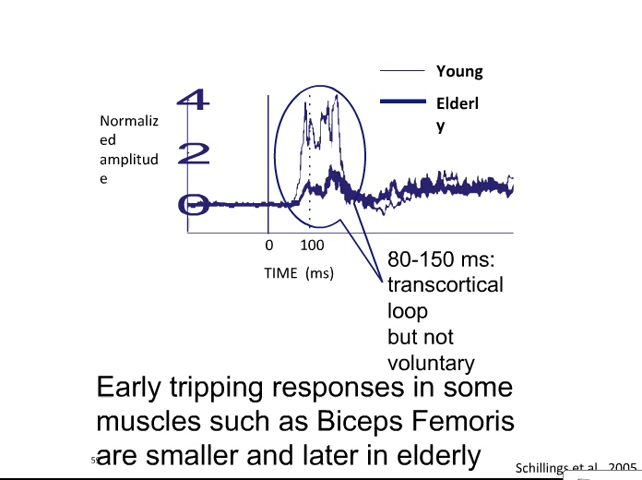 Young
Elderl
y
4
Normaliz
ed
amplitud
e
2
0
0 100
TIME (ms)
80-150 ms:
transcortical
loop
but not
voluntary
Early tripping responses in some
muscles such as Biceps Femoris
are smaller and later in elderly
Schillings et al., 2005